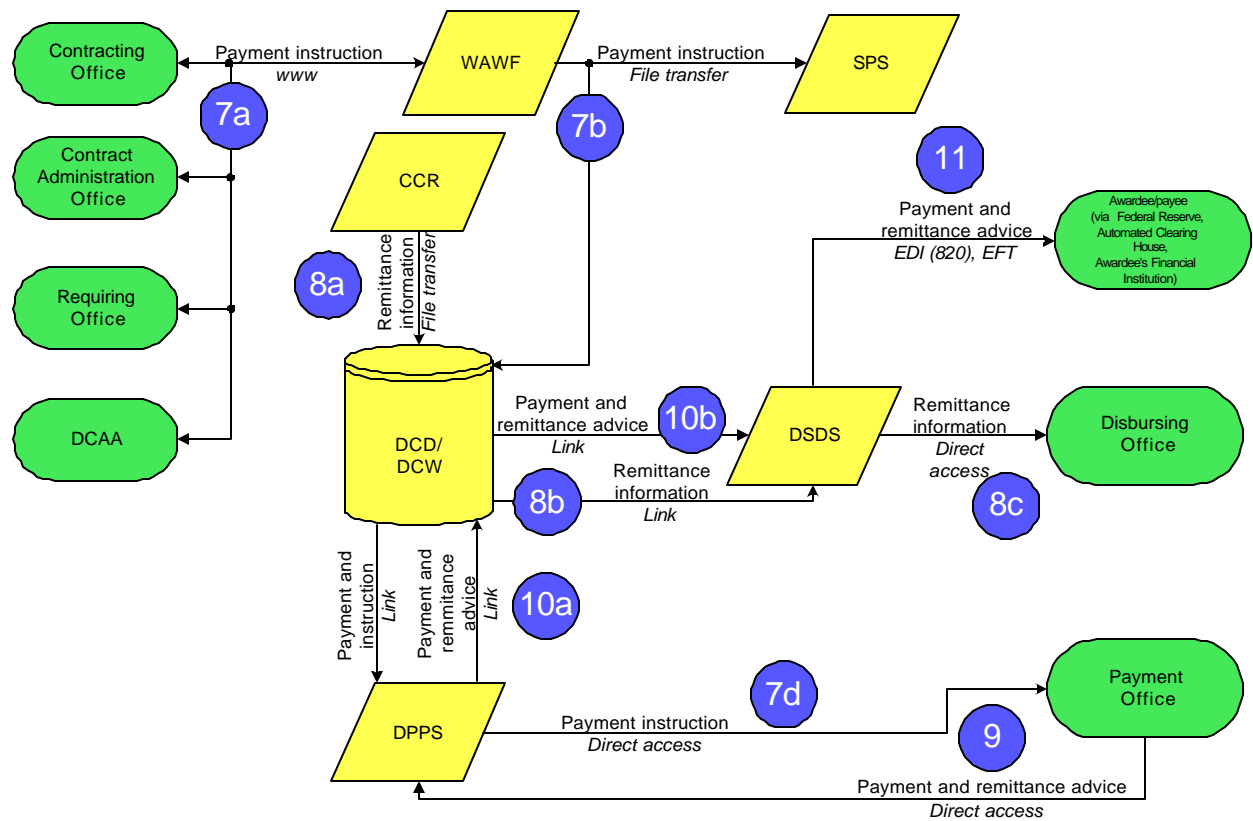 Contracting
Office
Payment instruction
www
WAWF
Payment instruction
File transfer
SPS
7a
7b
Contract
Administration
Office
CCR
11
Payment and
remittance advice
EDI (820), EFT
Awardee/payee
(via Federal Reserve,
Automated Clearing
House,
Awardee's Financial
Institution)
8a
Remittance
information
File transfer
Requiring
Office
DCAA
DCD/
DCW
Payment and
remittance advice
Link
10b
DSDS
Remittance
information
Direct
access
Disbursing
Office
8b
Remittance
information
Link
8c
Payment and
instruction
Link
Payment and
remmitance
advice
Link
10a
DPPS
Payment instruction
Direct access
7d
Payment
Office
9
Payment and remittance advice
Direct access